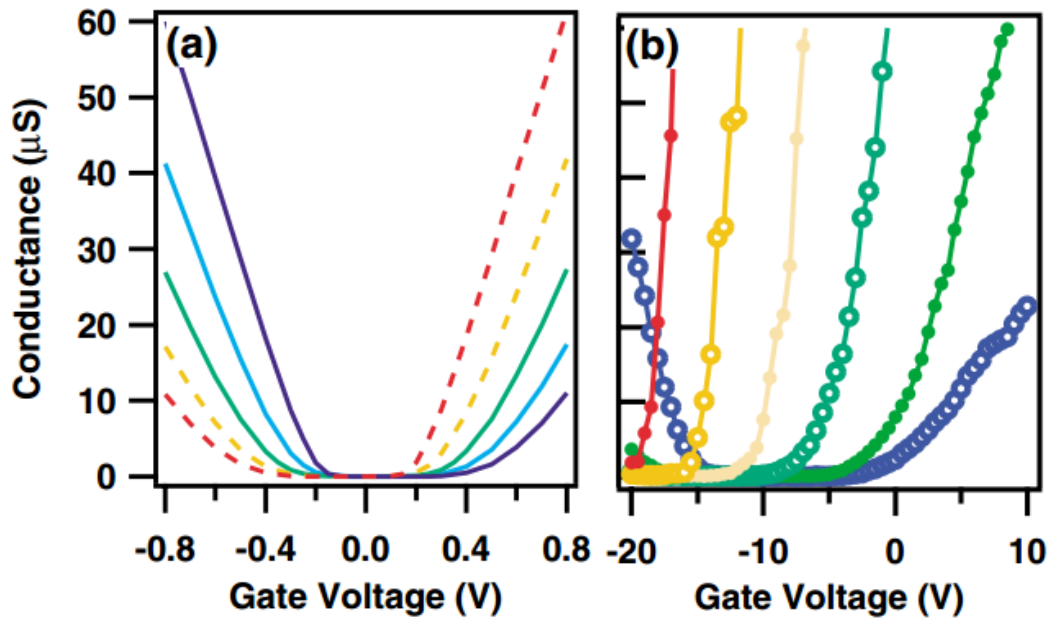 (a)
(b)
Conductance (μS)
60
50
40
30
20
10
0
-0.8 -0.4 0.0 0.4 0.8
Gate Voltage (V)
-20 -10 0 10
Gate Voltage (V)